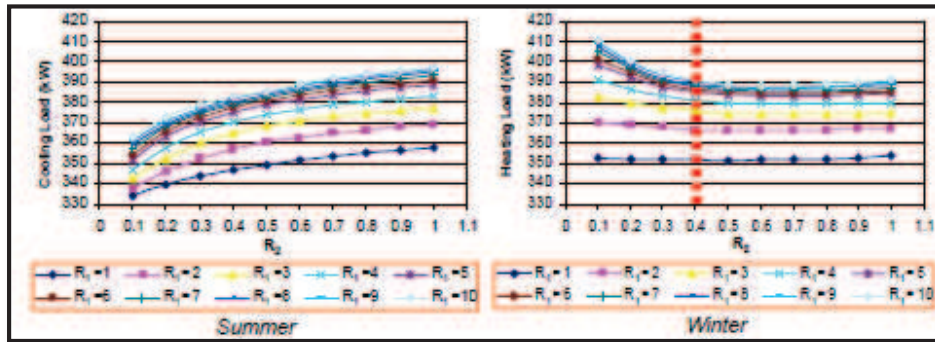 Cooling Load (kW)
420
410
400
390
380
370
360
350
340
330
0 0.1 0.2 0.3 0.4 0.5 0.6 0.7 0.8 0.9 1 1.1
R2
R1=1 R1=2 R1=3 R1=4 R1=5
R1=6 R1=7 R1=8 R1=9 R1=10
Summer
Heating Load (kW)
420
410
400
390
380
370
360
350
340
330
0 0.1 0.2 0.3 0.4 0.5 0.6 0.7 0.8 0.9 1 1.1
R2
R1=1 R1=2 R1=3 R1=4 R1=5
R1=6 R1=7 R1=8 R1=9 R1=10
Winter